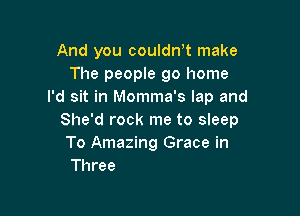 And you couldn't make
The people go home
I'd sit in Momma's lap and
She'd rock me to sleep
To Amazing Grace in
Three